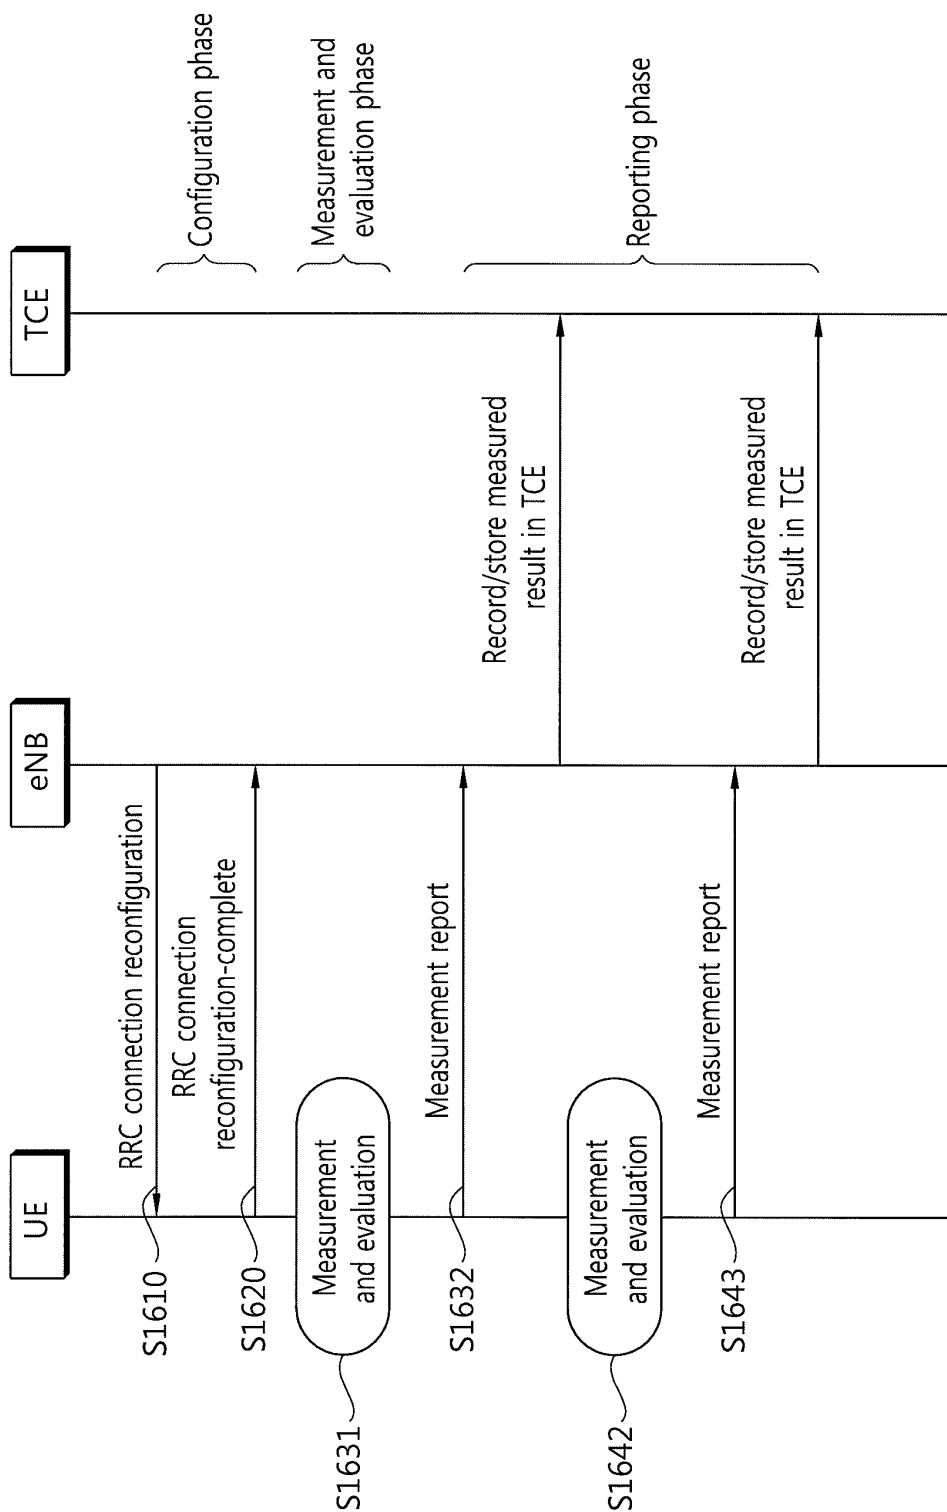 UE
eNB
TCE
S1610
RRC connection reconfiguration
Configuration phase
S1620
RRC connection
reconfiguration-complete
S1631
Measurement
and evaluation
Measurement and
evaluation phase
S1632
Measurement report
Record/store measured
result in TCE
Reporting phase
S1642
Measurement
and evaluation
S1643
Measurement report
Record/store measured
result in TCE